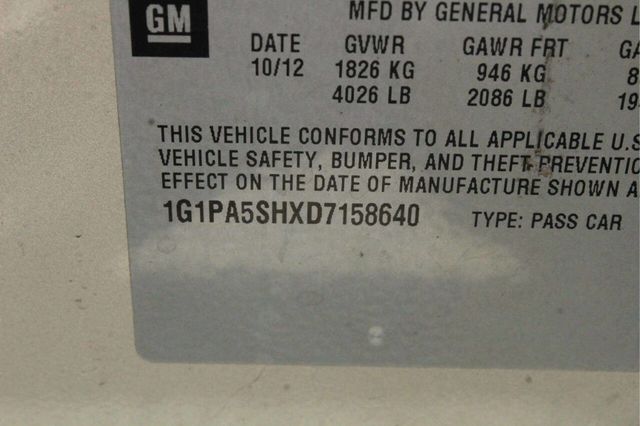 GM
MFD BY GENERAL MOTORS
DATE GVWR GAWR FRT
10/12 1826 KG 946 KG
4026 LB 2086 LB
THIS VEHICLE CONFORMS TO ALL APPLICABLE U.S
VEHICLE SAFETY, BUMPER, AND THEFT PREVENTIO
EFFECT ON THE DATE OF MANUFACTURE SHOWN A
1G1PA5SHXD7158640 TYPE: PASS CAR